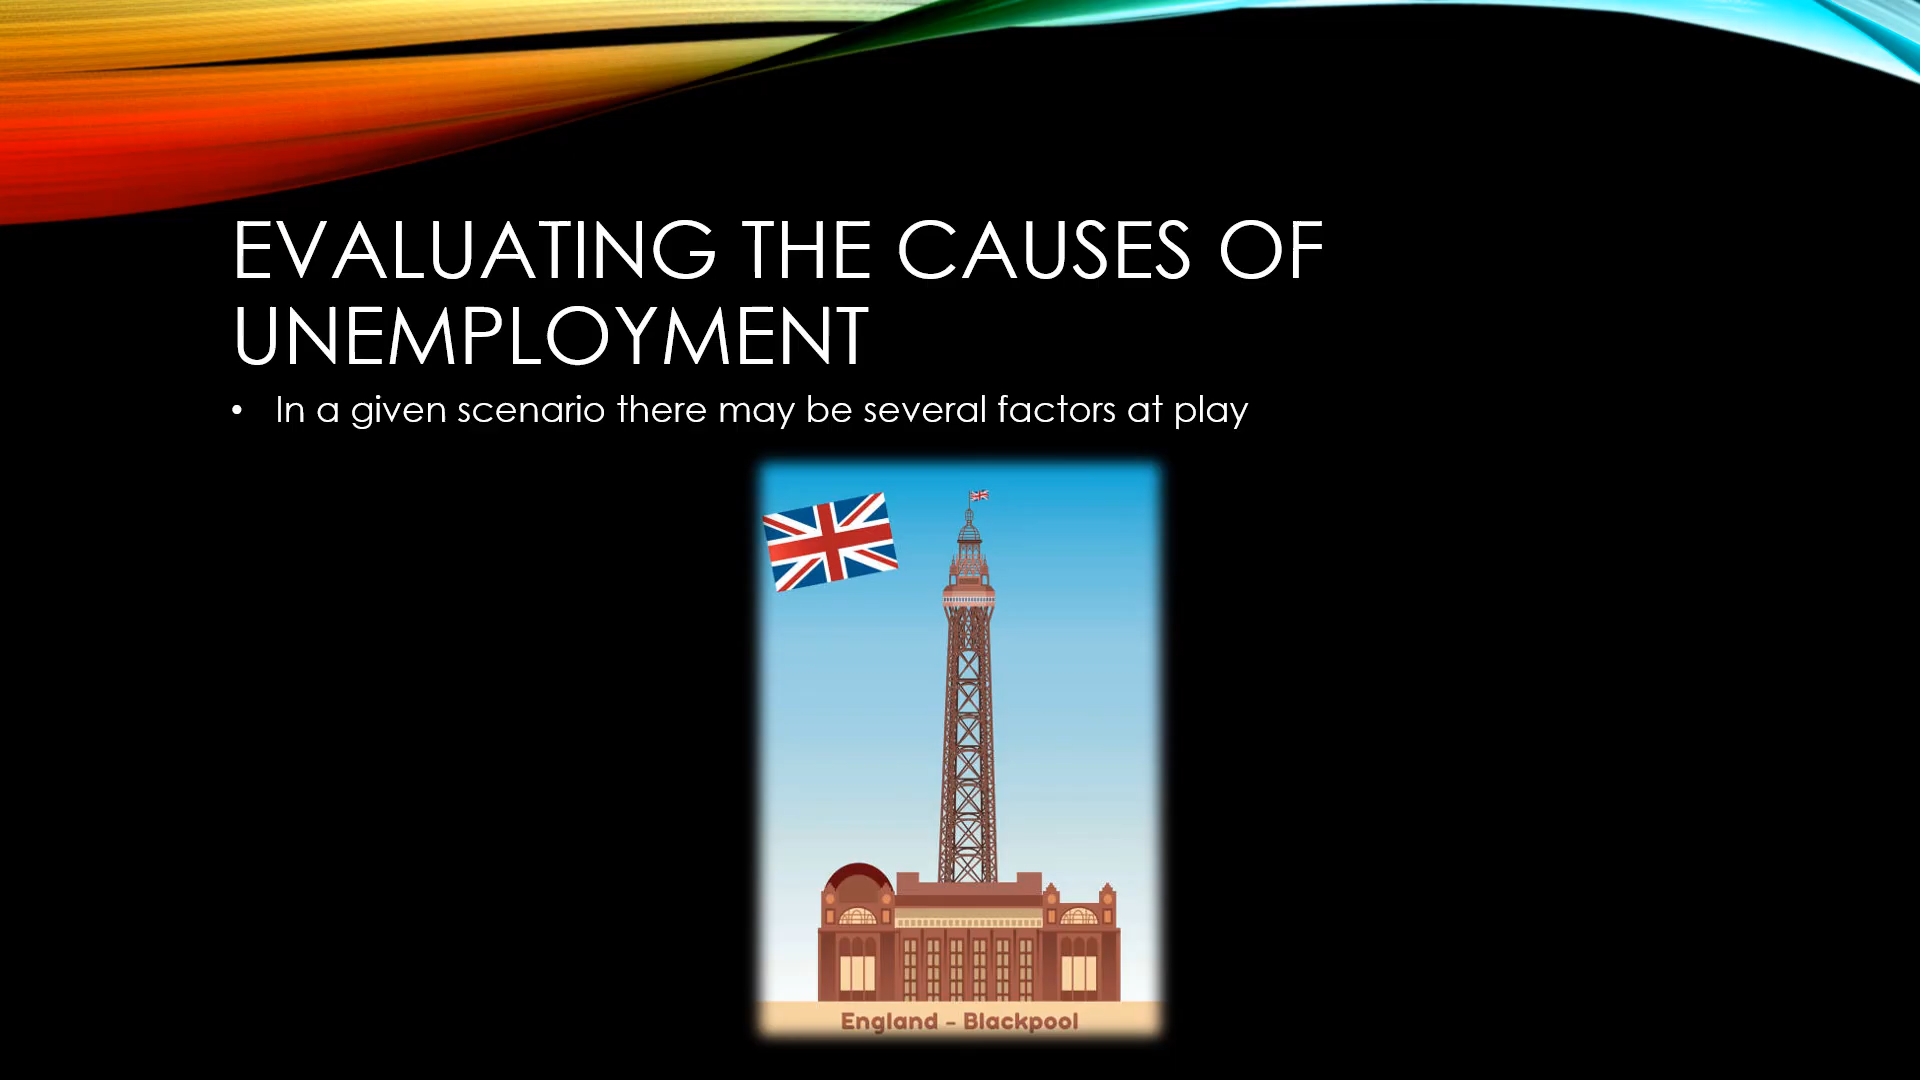 EVALUATING THE CAUSES OF
UNEMPLOYMENT
• In a given scenario there may be several factors at play
England - Blackpool